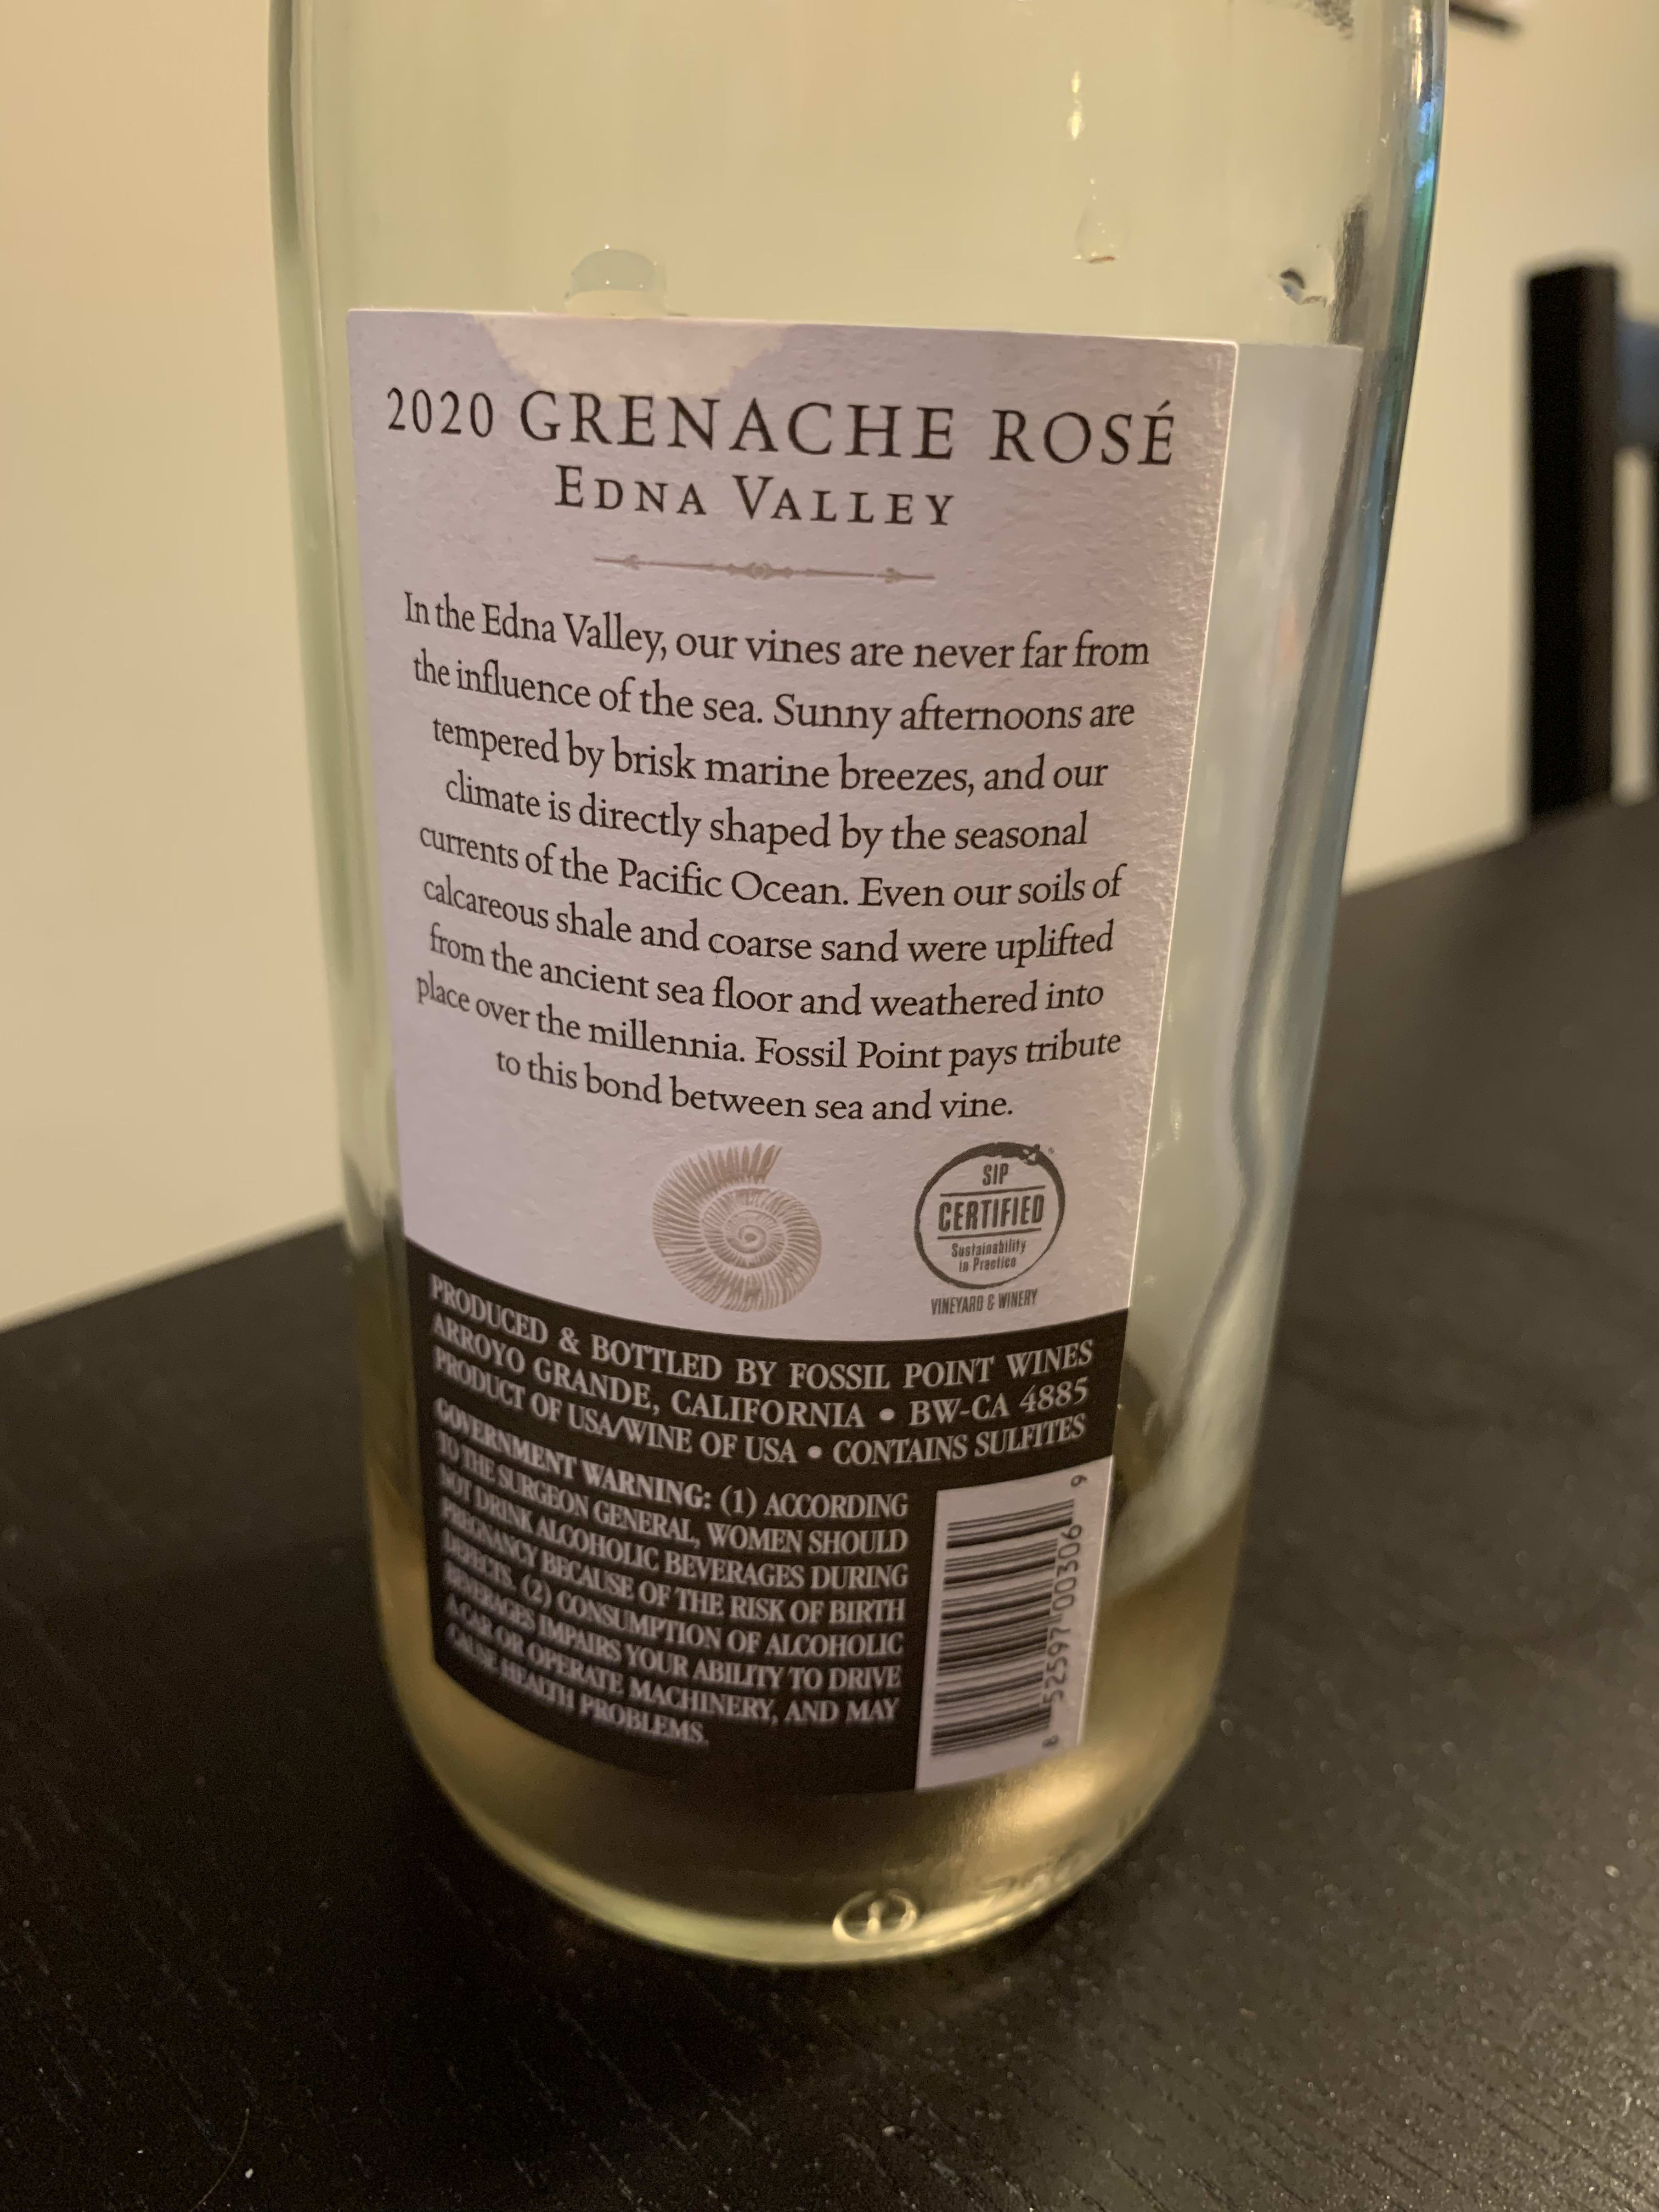 2020 GRENACHE ROSÉ
EDNA VALLEY
In the Edna Valley, our vines are never far from
the influence of the sea. Sunny afternoons are
tempered by brisk marine breezes, and our
climate is directly shaped by the seasonal
currents of the Pacific Ocean. Even our soils of
calcareous shale and coarse sand were uplifted
from the ancient sea floor and weathered into
place over the millennia. Fossil Point pays tribute
to this bond between sea and vine.
SIP
CERTIFIED
Sustainability
in Practice
VINEYARD & WINERY
PRODUCED & BOTTLED BY FOSSIL POINT WINES
ARROYO GRANDE, CALIFORNIA • BW-CA 4885
PRODUCT OF USA/WINE OF USA • CONTAINS SULFITES
GOVERNMENT WARNING: (1) ACCORDING
TO THE SURGEON GENERAL, WOMEN SHOULD
NOT DRINK ALCOHOLIC BEVERAGES DURING
PREGNANCY BECAUSE OF THE RISK OF BIRTH
DEFECTS. (2) CONSUMPTION OF ALCOHOLIC
BEVERAGES IMPAIRS YOUR ABILITY TO DRIVE
A CAR OR OPERATE MACHINERY, AND MAY
CAUSE HEALTH PROBLEMS.
8 52597 00306 9